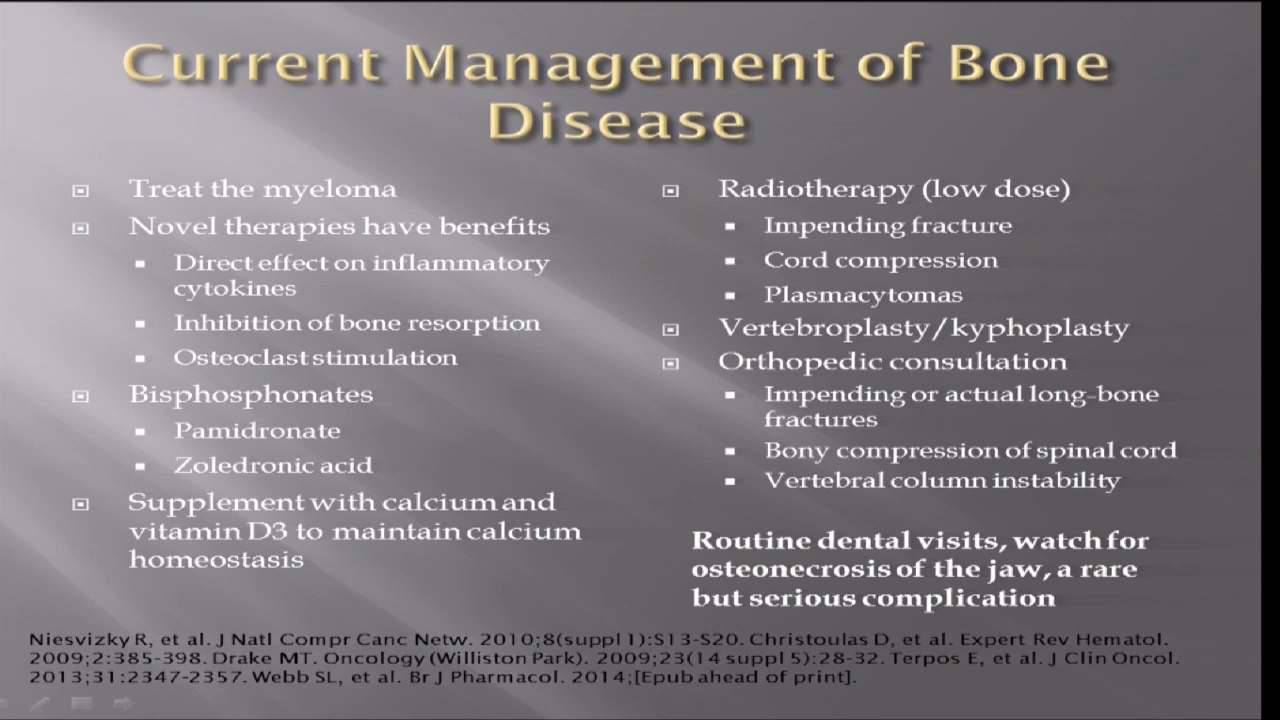 Current Management of Bone
Disease
Treat the myeloma
Novel therapies have benefits
Direct effect on inflammatory
cytokines
Inhibition of bone resorption
Osteoclast stimulation
Bisphosphonates
Pamidronate
Zoledronic acid
Supplement with calcium and
vitamin D3 to maintain calcium
homeostasis
Radiotherapy (low dose)
Impending fracture
Cord compression
Plasmacytomas
Vertebroplasty/kyphoplasty
Orthopedic consultation
Impending or actual long-bone
fractures
Bony compression of spinal cord
Vertebral column instability
Routine dental visits, watch for
osteonecrosis of the jaw, a rare
but serious complication
Niesvizky R, et al. J Natl Compr Canc Netw. 2010;8(suppl 1):S13-S20. Christoulas D, et al. Expert Rev Hematol.
2009;2:385-398. Drake MT. Oncology (Williston Park). 2009;23(14 suppl 5):28-32. Terpos E, et al. J Clin Oncol.
2013;31:2347-2357. Webb SL, et al. Br J Pharmacol. 2014;[Epub ahead of print].